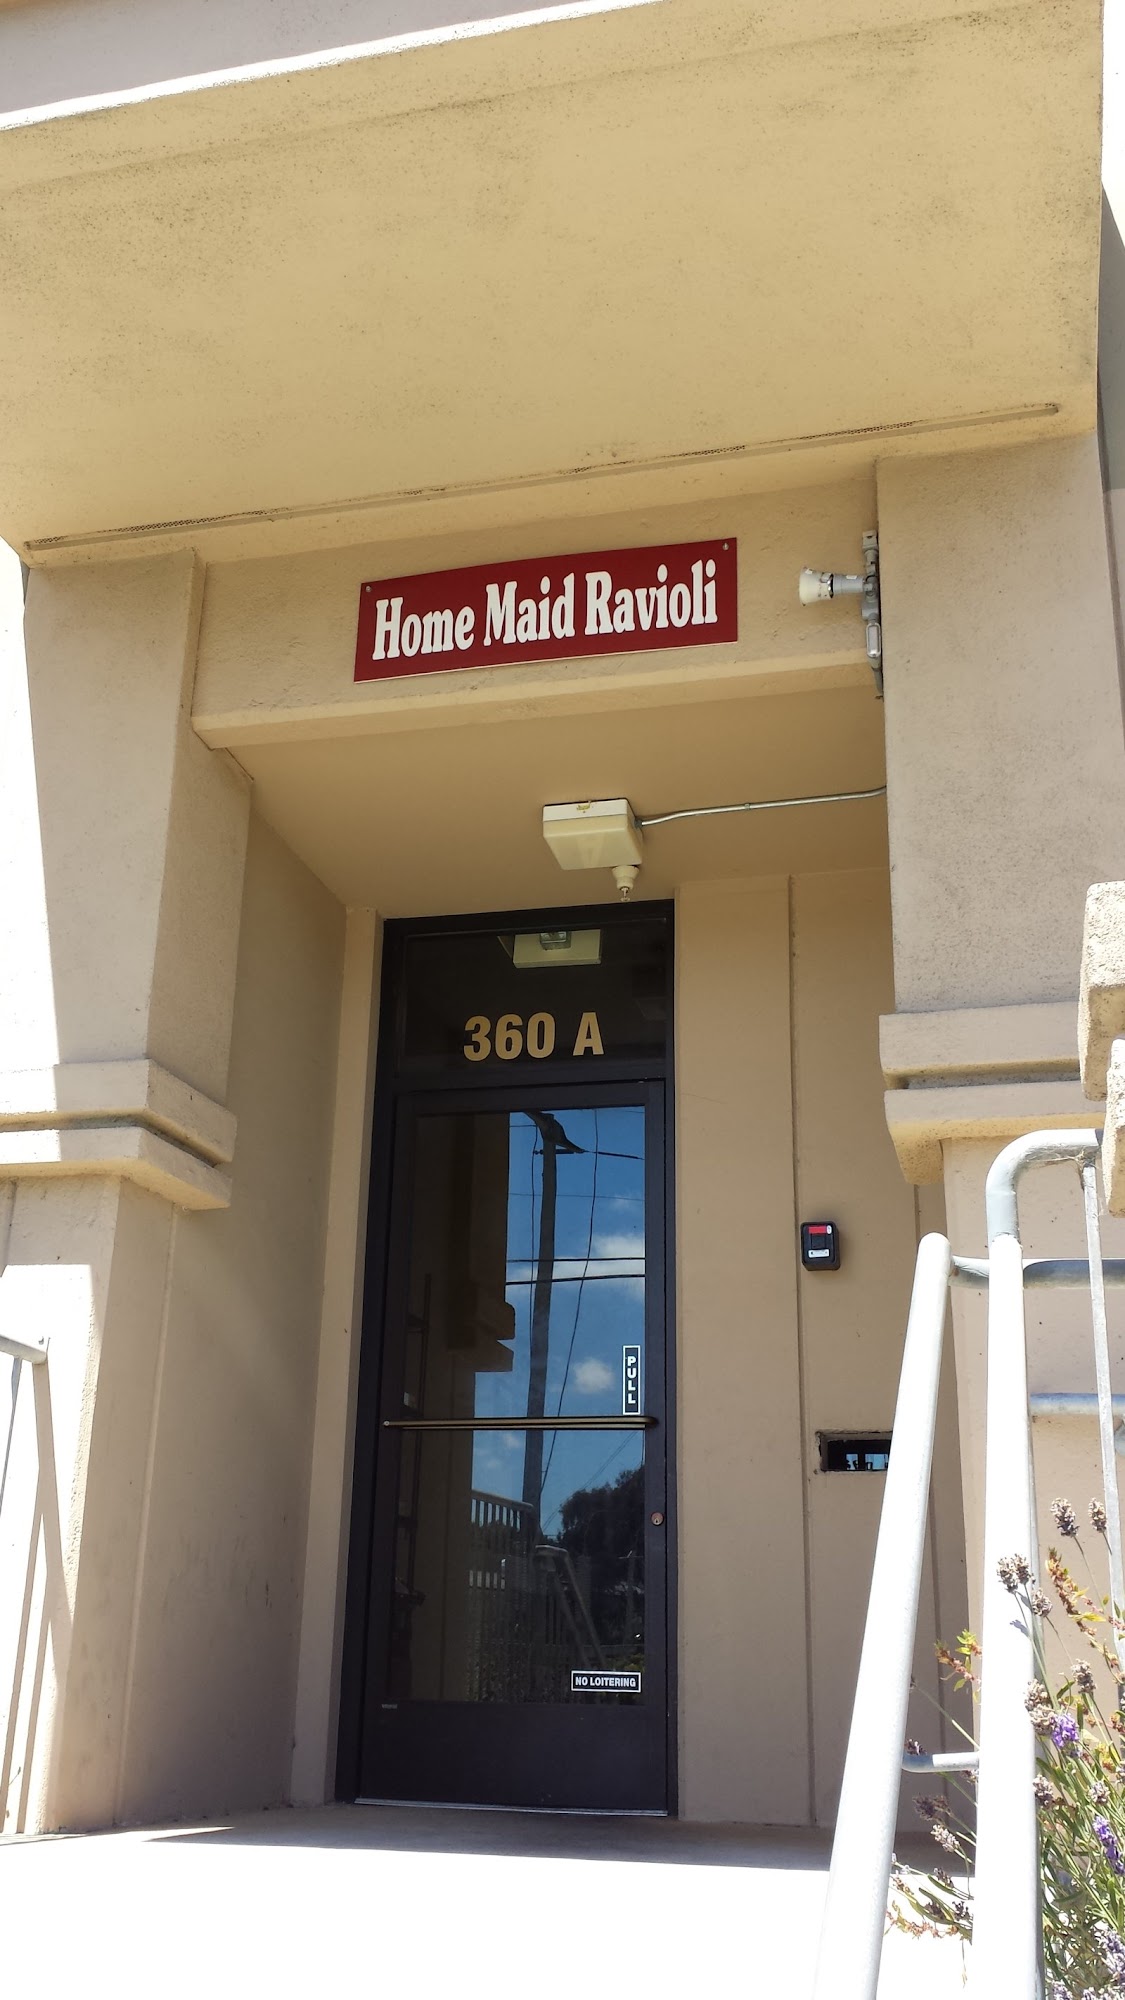 Home Maid Ravioli
360 A
PULL
NO LOITERING